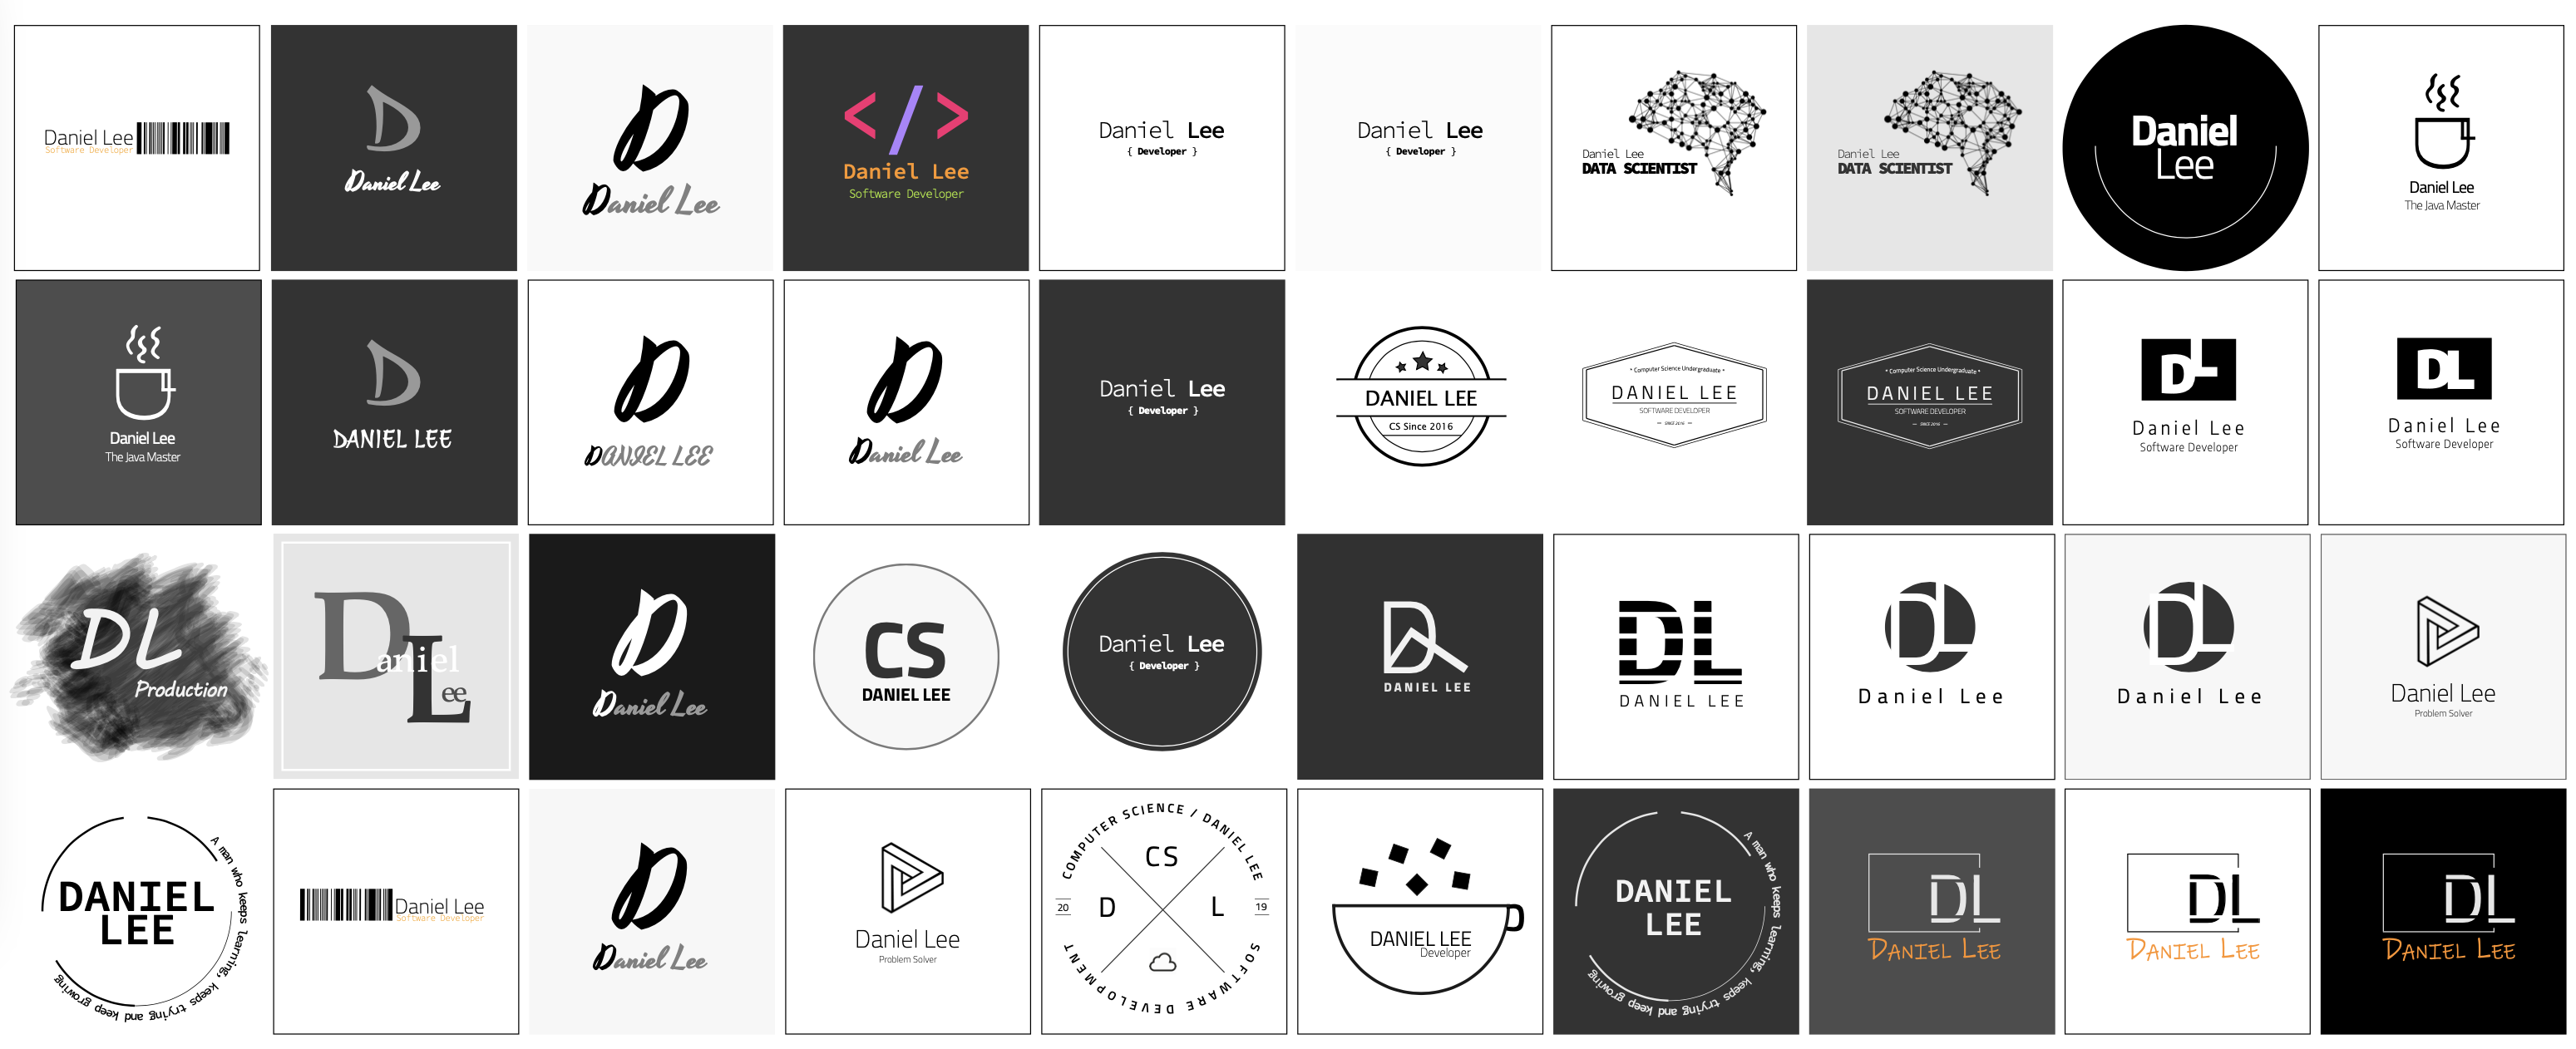 Daniel Lee
Software Developer
D
Daniel Lee
D
Daniel Lee
</>
Daniel Lee
Software Developer
Daniel Lee
{ Developer }
Daniel Lee
{ Developer }
Daniel Lee
DATA SCIENTIST
Daniel Lee
DATA SCIENTIST
Daniel
Lee
Daniel Lee
The Java Master
Daniel Lee
The Java Master
D
DANIEL LEE
D
DANIEL LEE
D
Daniel Lee
Daniel Lee
{ Developer }
DANIEL LEE
CS Since 2016
* Computer Science Undergraduate *
DANIEL LEE
SOFTWARE DEVELOPER
— SINCE 2016 —
* Computer Science Undergraduate *
DANIEL LEE
SOFTWARE DEVELOPER
— SINCE 2016 —
DL
Daniel Lee
Software Developer
DL
Daniel Lee
Software Developer
DL
Production
Daniel
Lee
D
Daniel Lee
CS
DANIEL LEE
Daniel Lee
{ Developer }
D
DANIEL LEE
DL
DANIEL LEE
DL
Daniel Lee
DL
Daniel Lee
Daniel Lee
Problem Solver
DANIEL
LEE
A man who keeps learning, keeps trying and keep growing
Daniel Lee
Software Developer
D
Daniel Lee
Daniel Lee
Problem Solver
COMPUTER SCIENCE / DANIEL LEE
CS
20 D L 19
SOFTWARE DEVELOPMENT
DANIEL LEE
Developer
DANIEL
LEE
A man who keeps learning, keeps trying and keep growing
DL
DANIEL LEE
DL
DANIEL LEE
DL
DANIEL LEE